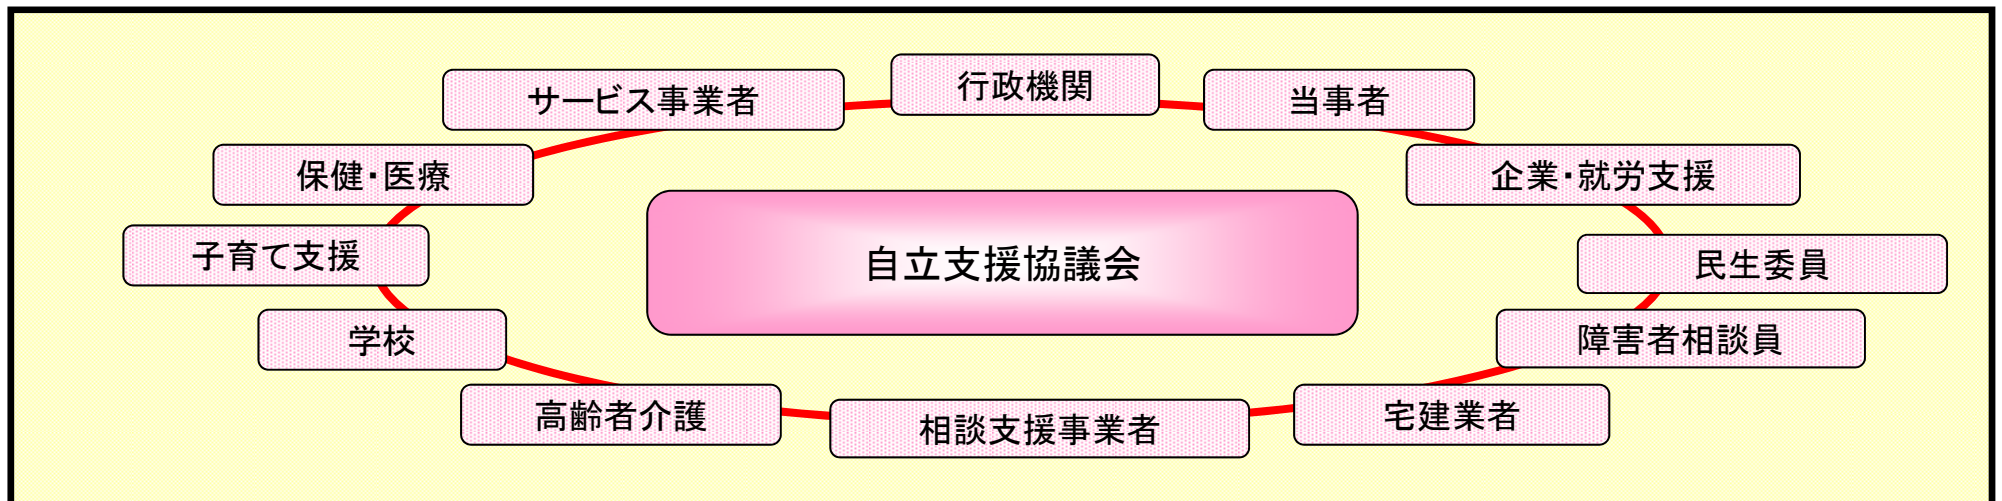 行政機関
サービス事業者
当事者
保健・医療
企業・就労支援
子育て支援
自立支援協議会
民生委員
学校
障害者相談員
高齢者介護
相談支援事業者
宅建業者